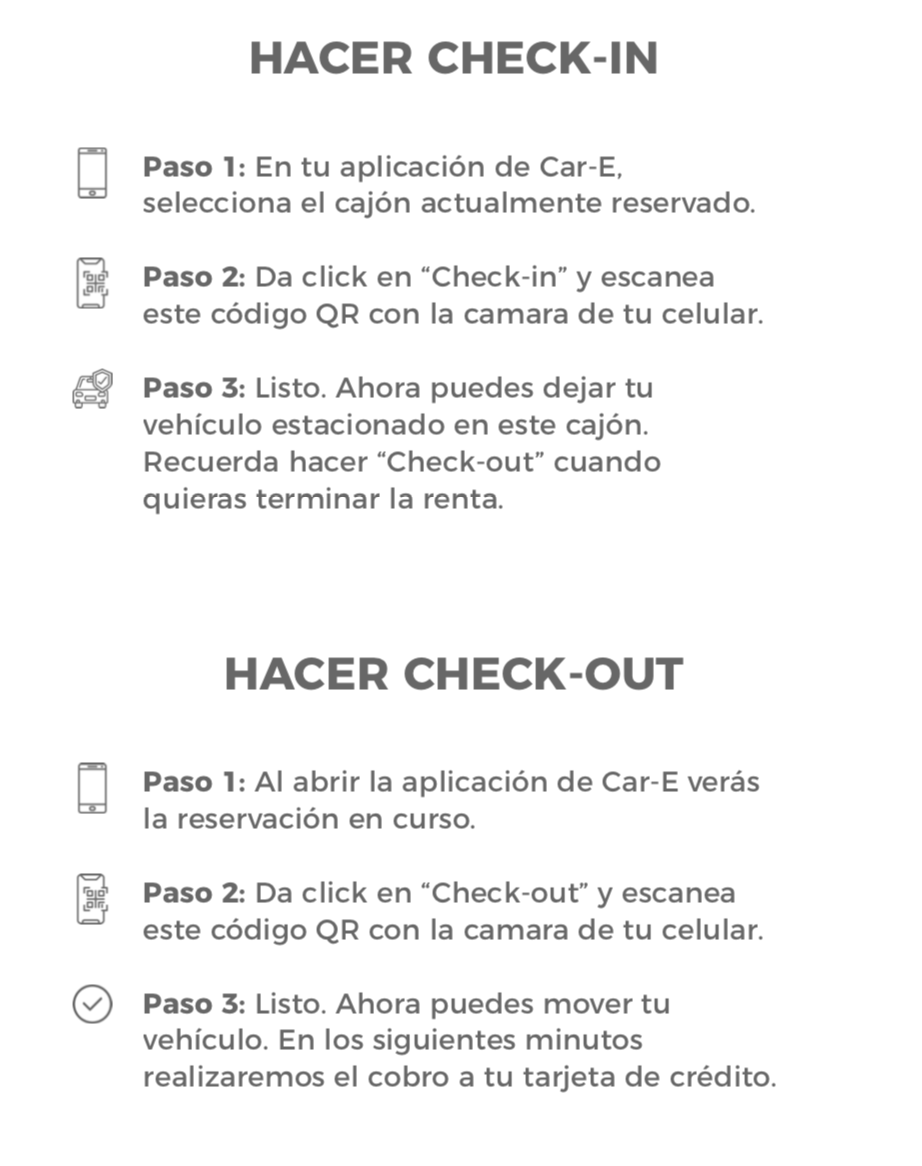 HACER CHECK-IN
Paso 1: En tu aplicación de Car-E,
selecciona el cajón actualmente reservado.
Paso 2: Da click en “Check-in” y escanea
este código QR con la camara de tu celular.
Paso 3: Listo. Ahora puedes dejar tu
vehículo estacionado en este cajón.
Recuerda hacer “Check-out” cuando
quieras terminar la renta.
HACER CHECK-OUT
Paso 1: Al abrir la aplicación de Car-E verás
la reservación en curso.
Paso 2: Da click en “Check-out” y escanea
este código QR con la camara de tu celular.
Paso 3: Listo. Ahora puedes mover tu
vehículo. En los siguientes minutos
realizaremos el cobro a tu tarjeta de crédito.